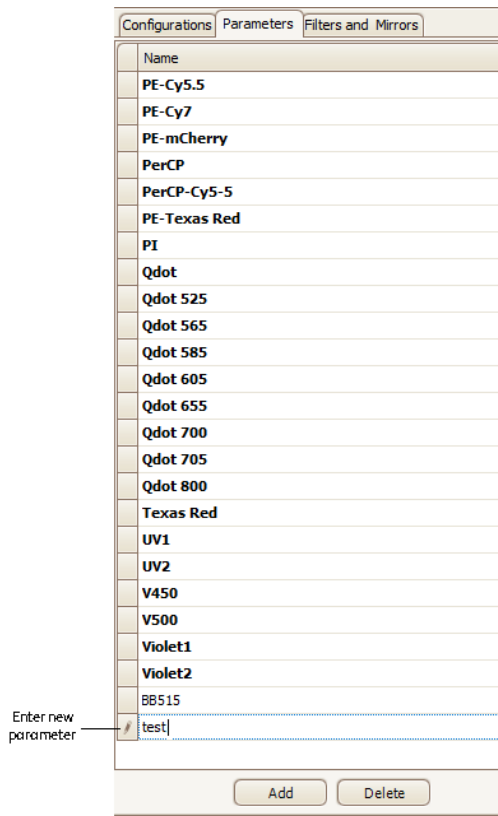 Configurations Parameters Filters and Mirrors
Name
PE-Cy5.5
PE-Cy7
PE-mCherry
PerCP
PerCP-Cy5-5
PE-Texas Red
PI
Qdot
Qdot 525
Qdot 565
Qdot 585
Qdot 605
Qdot 655
Qdot 700
Qdot 705
Qdot 800
Texas Red
UV1
UV2
V450
V500
Violet1
Violet2
BB515
Enter new
parameter
test
Add Delete